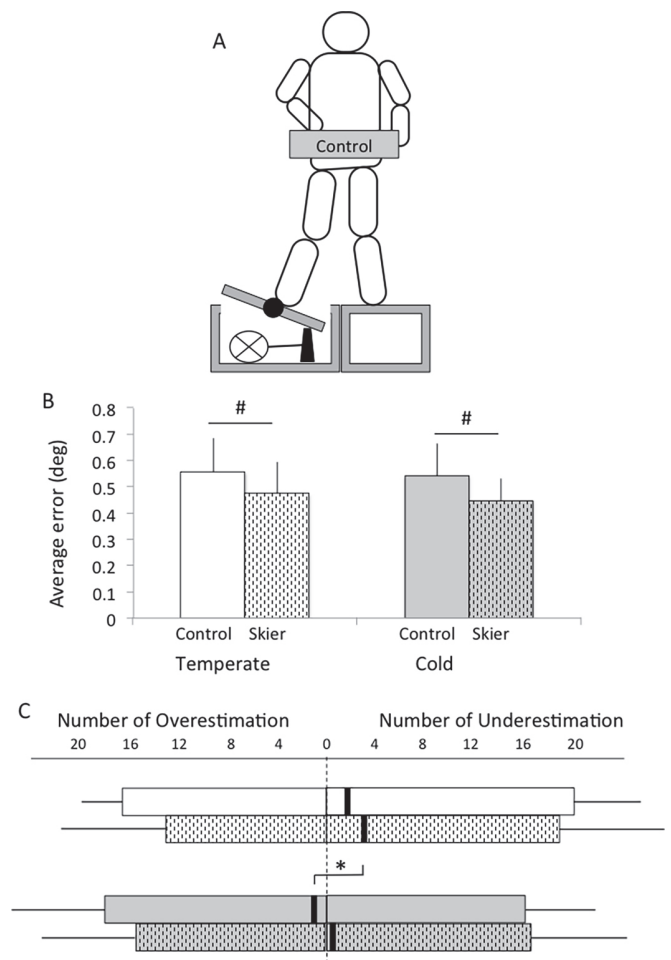 A
Control
B
Average error (deg)
0.8
0.7
0.6
0.5
0.4
0.3
0.2
0.1
0
#
#
Control Skier
Control Skier
Temperate
Cold
C
Number of Overestimation
Number of Underestimation
20 16 12 8 4 0 4 8 12 16 20
*